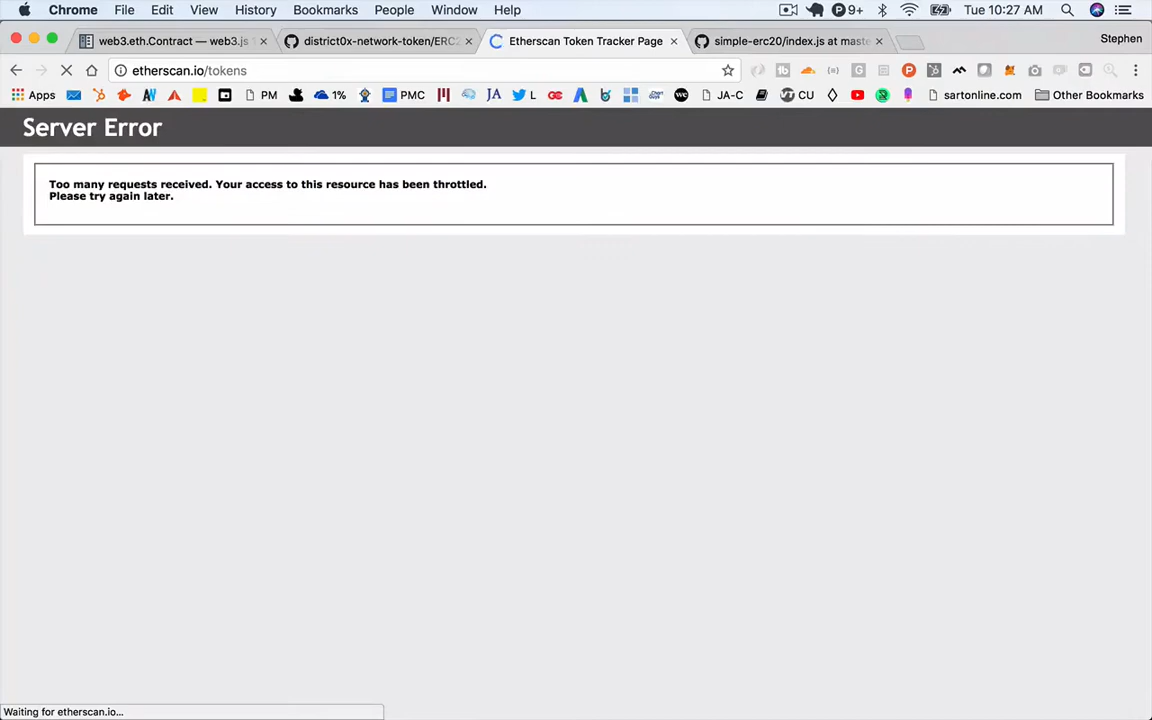 Chrome File Edit View History Bookmarks People Window Help 9+ Tue 10:27 AM
web3.eth.Contract — web3.js district0x-network-token/ERC2 Etherscan Token Tracker Page simple-erc20/index.js at maste Stephen
etherscan.io/tokens
Apps PM 1% PMC JA L JA-C CU sartonline.com Other Bookmarks
Server Error
Too many requests received. Your access to this resource has been throttled.
Please try again later.
Waiting for etherscan.io...